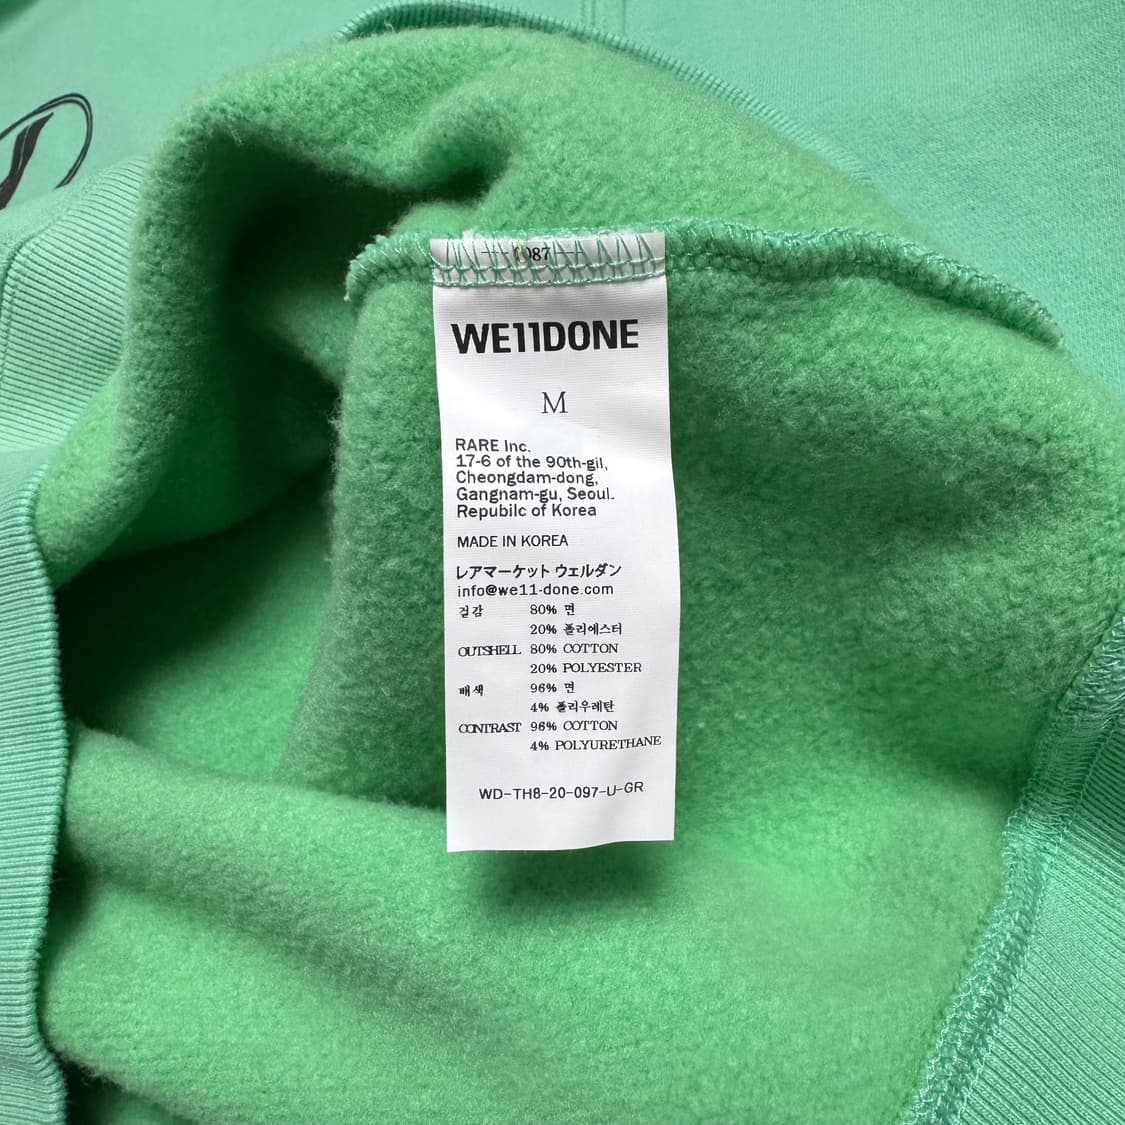 087
WE11DONE
M
RARE Inc.
17-6 of the 90th-gil,
Cheongdam-dong,
Gangnam-gu, Seoul.
Repubilc of Korea
MADE IN KOREA
レアマーケット ウェルダン
info@we11-done.com
겉감 80% 면
20% 폴리에스터
OUTSHELL 80% COTTON
20% POLYESTER
배색 96% 면
4% 폴리우레탄
CONTRAST 96% COTTON
4% POLYURETHANE
WD-TH8-20-097-U-GR